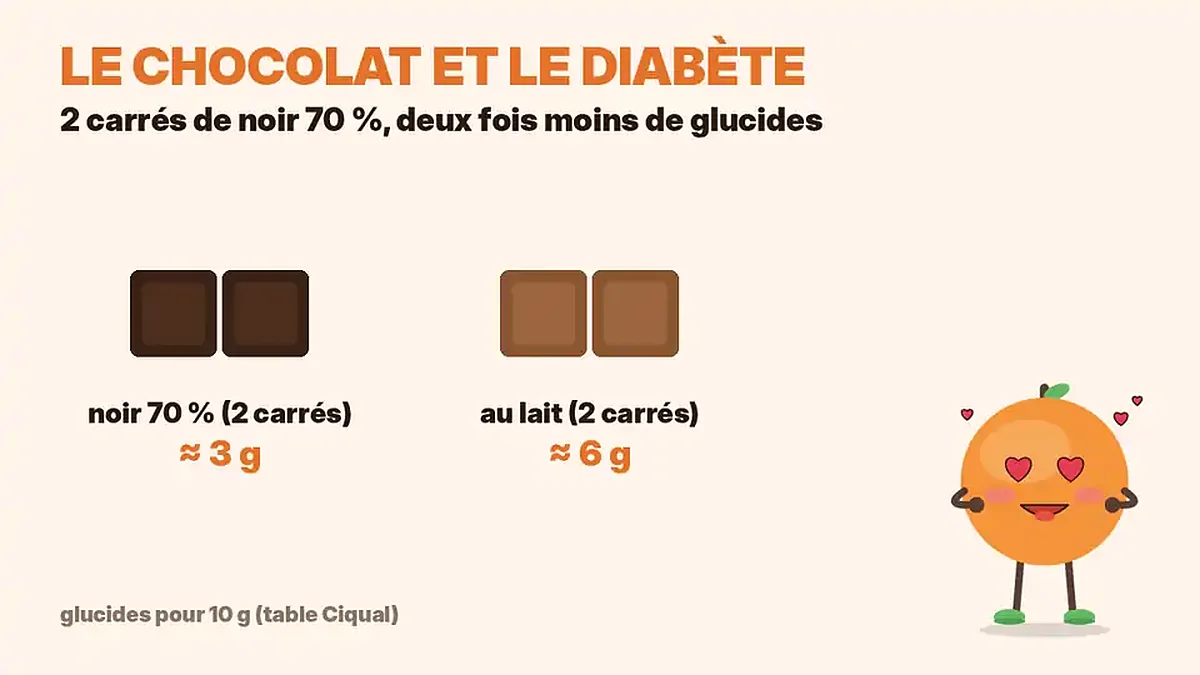 LE CHOCOLAT ET LE DIABÈTE
2 carrés de noir 70 %, deux fois moins de glucides
noir 70 % (2 carrés)
≈ 3 g
au lait (2 carrés)
≈ 6 g
glucides pour 10 g (table Ciqual)